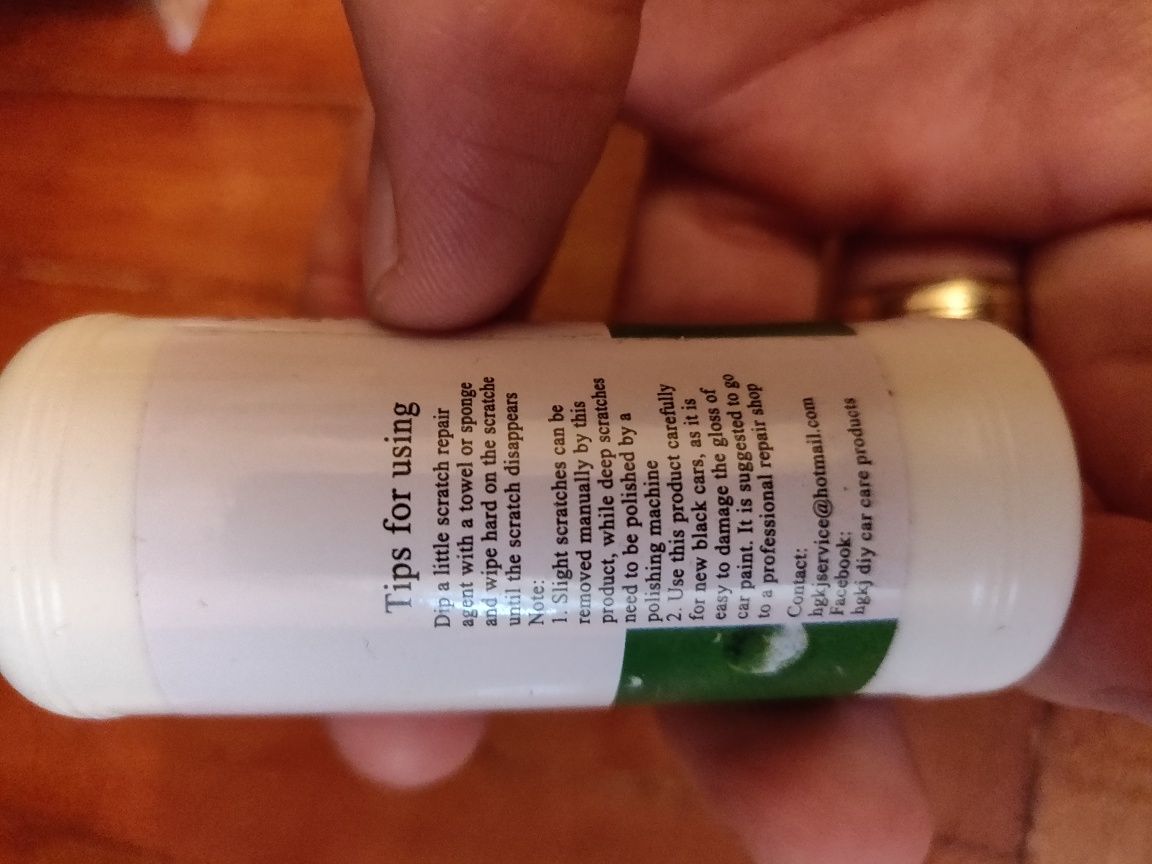 Tips for using
Dip a little scratch repair
agent with a towel or sponge
and wipe hard on the scratche
until the scratch disappears
Note:
1. Slight scratches can be
removed manually by this
product, while deep scratches
need to be polished by a
polishing machine
2. Use this product carefully
for new black cars, as it is
easy to damage the gloss of
car paint. It is suggested to go
to a professional repair shop
Contact:
hgkjservice@hotmail.com
Facebook:
hgkj diy car care products